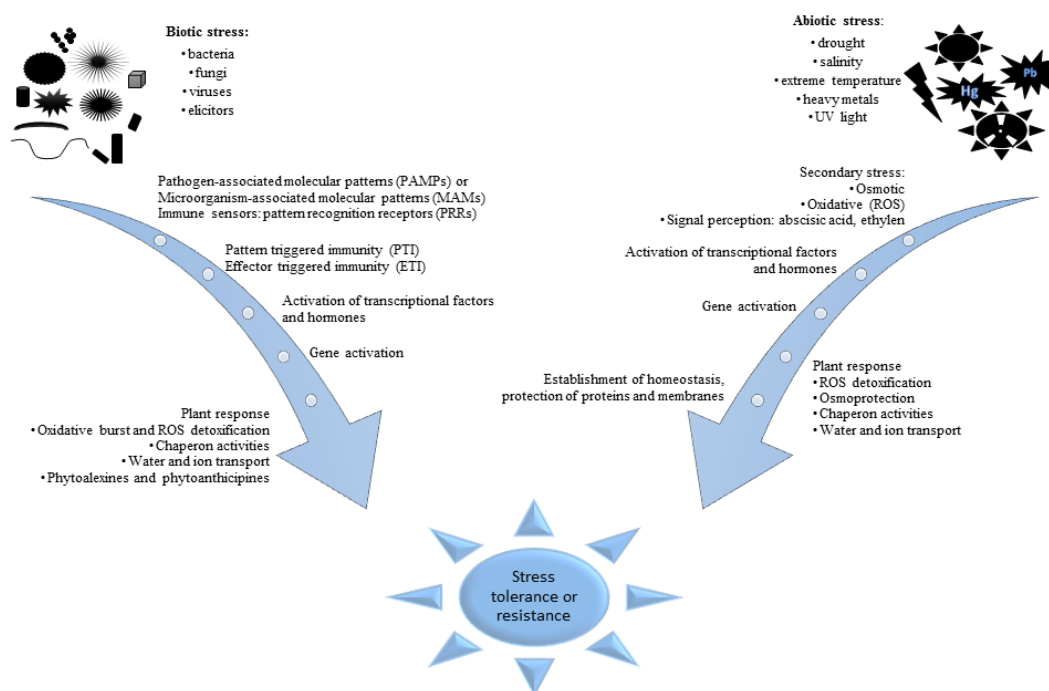 Biotic stress:
• bacteria
• fungi
• viruses
• elicitors
Abiotic stress:
• drought
• salinity
• extreme temperature
• heavy metals
• UV light
Hg
Pb
Pathogen-associated molecular patterns (PAMPs) or
Microorganism-associated molecular patterns (MAMs)
Immune sensors: pattern recognition receptors (PRRs)
Pattern triggered immunity (PTI)
Effector triggered immunity (ETI)
Activation of transcriptional factors
and hormones
Gene activation
Plant response
• Oxidative burst and ROS detoxification
• Chaperon activities
• Water and ion transport
• Phytoalexines and phytoanthicipines
Secondary stress:
• Osmotic
• Oxidative (ROS)
• Signal perception: abscisic acid, ethylen
Activation of transcriptional factors
and hormones
Gene activation
Establishment of homeostasis,
protection of proteins and membranes
Plant response
• ROS detoxification
• Osmoprotection
• Chaperon activities
• Water and ion transport
Stress
tolerance or
resistance